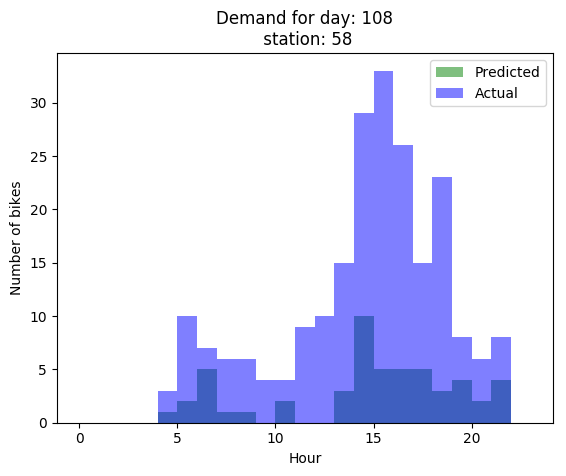 Demand for day: 108
station: 58
Predicted
Actual
Number of bikes
30
25
20
15
10
5
0
0 5 10 15 20
Hour